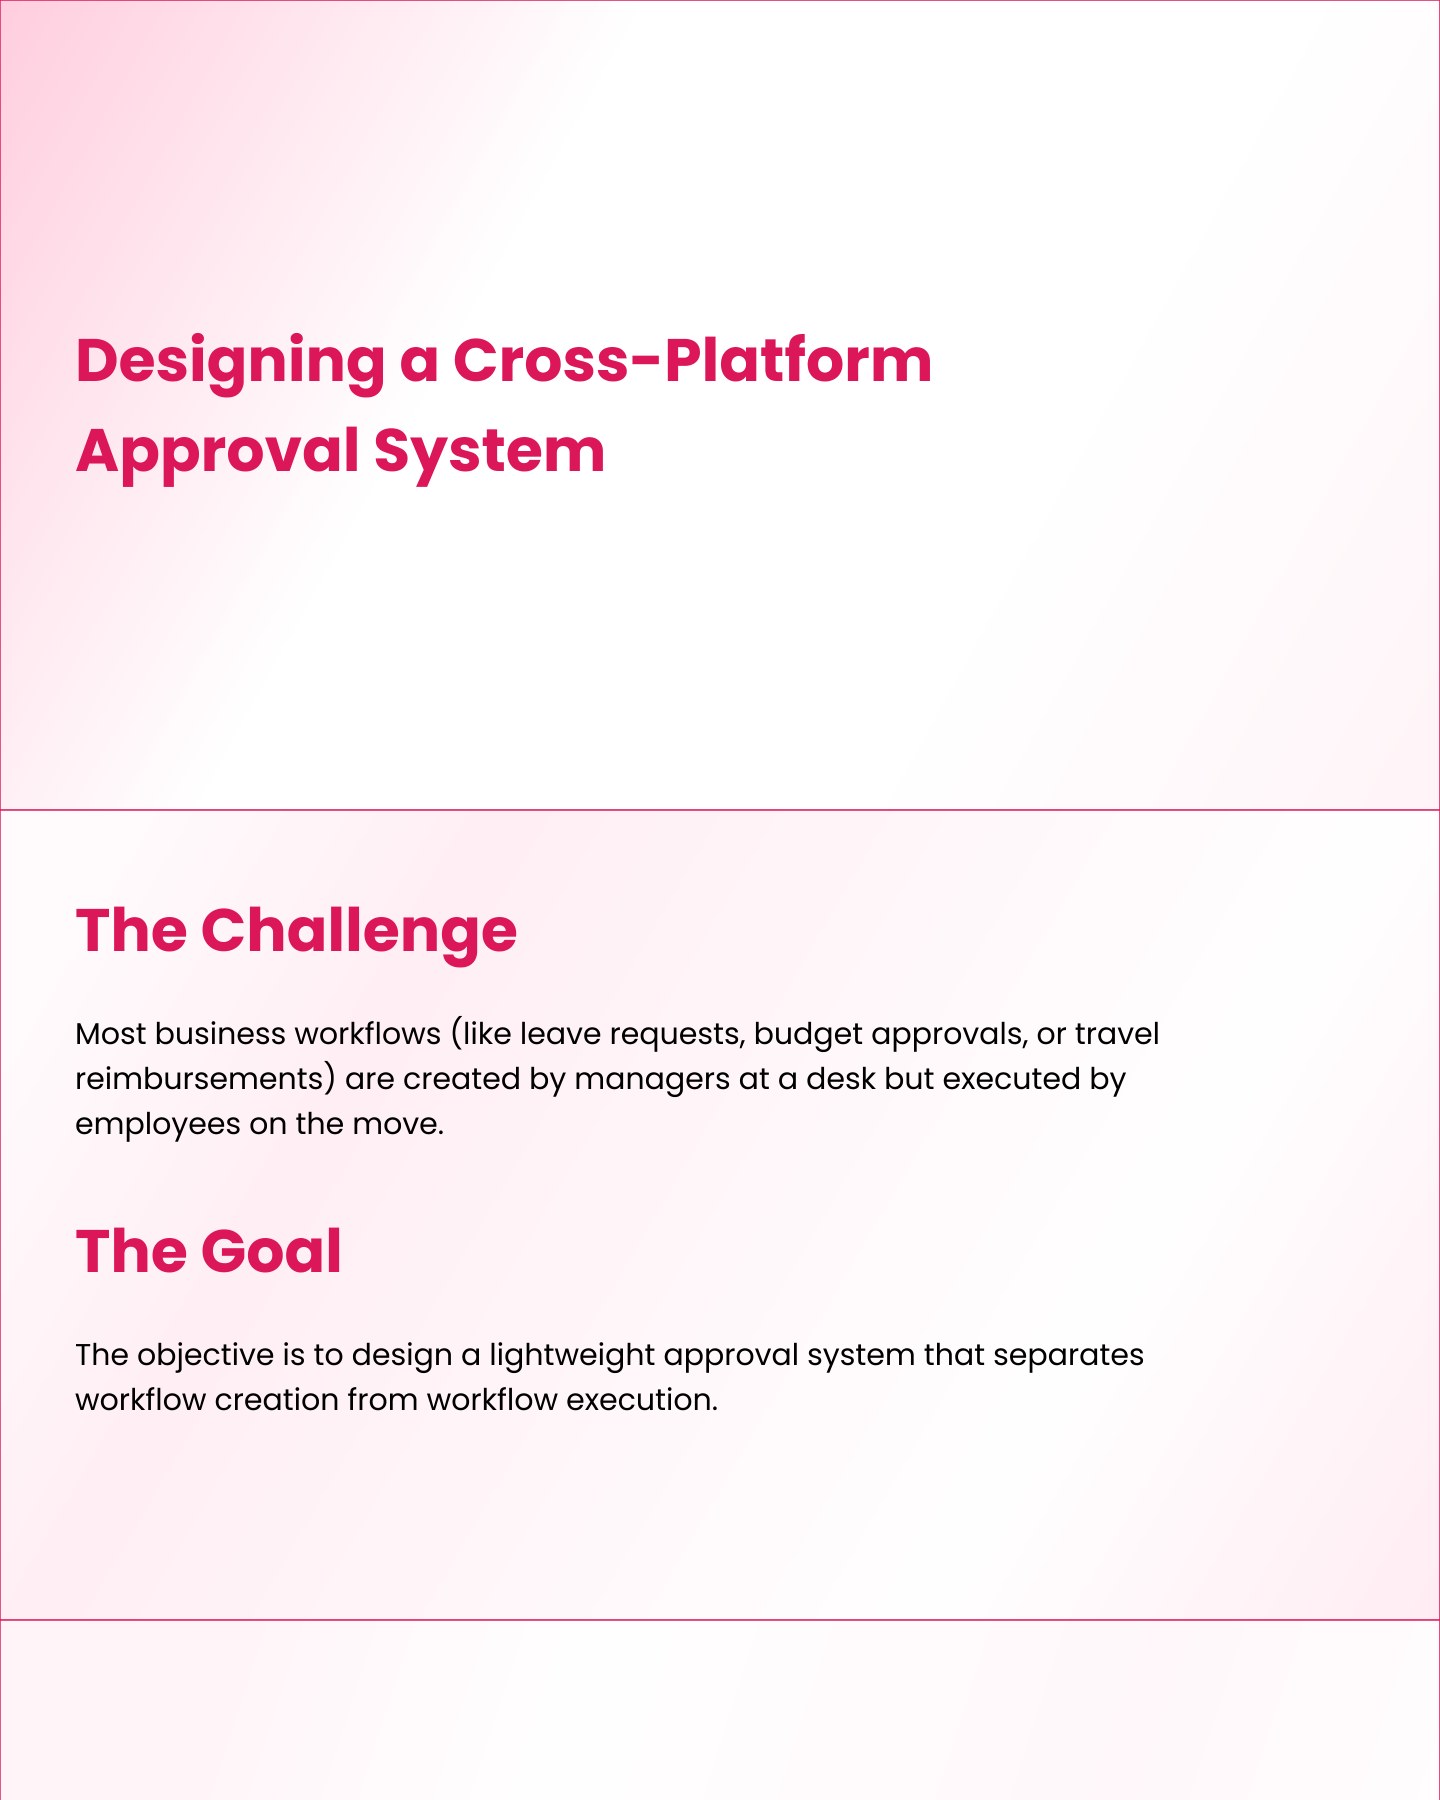 Designing a Cross-Platform
Approval System
The Challenge
Most business workflows (like leave requests, budget approvals, or travel
reimbursements) are created by managers at a desk but executed by
employees on the move.
The Goal
The objective is to design a lightweight approval system that separates
workflow creation from workflow execution.